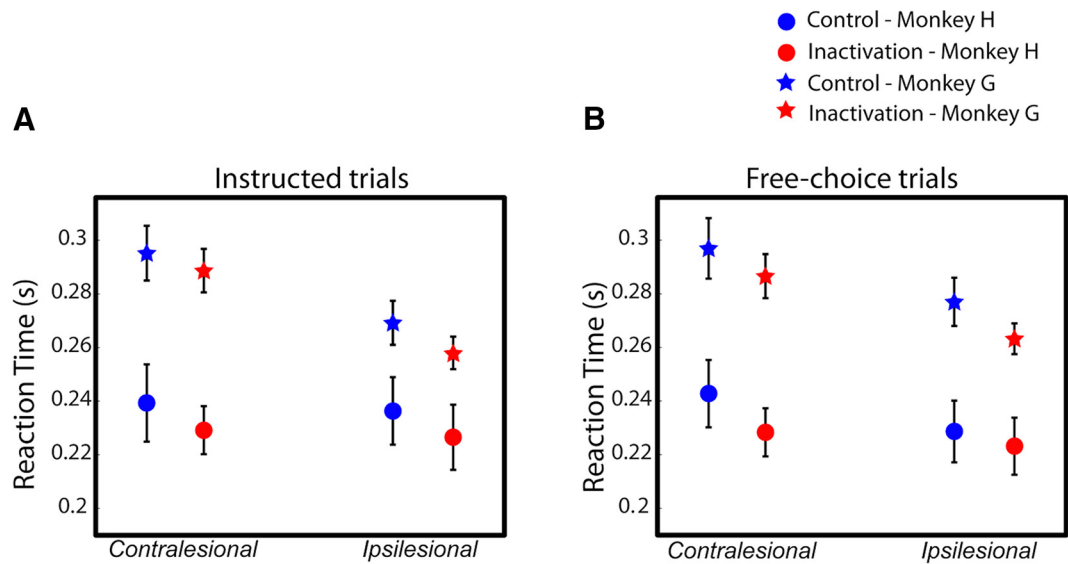 Control - Monkey H
Inactivation - Monkey H
Control - Monkey G
Inactivation - Monkey G
A
Instructed trials
Reaction Time (s)
0.3
0.28
0.26
0.24
0.22
0.2
Contralesional Ipsilesional
B
Free-choice trials
Reaction Time (s)
0.3
0.28
0.26
0.24
0.22
0.2
Contralesional Ipsilesional